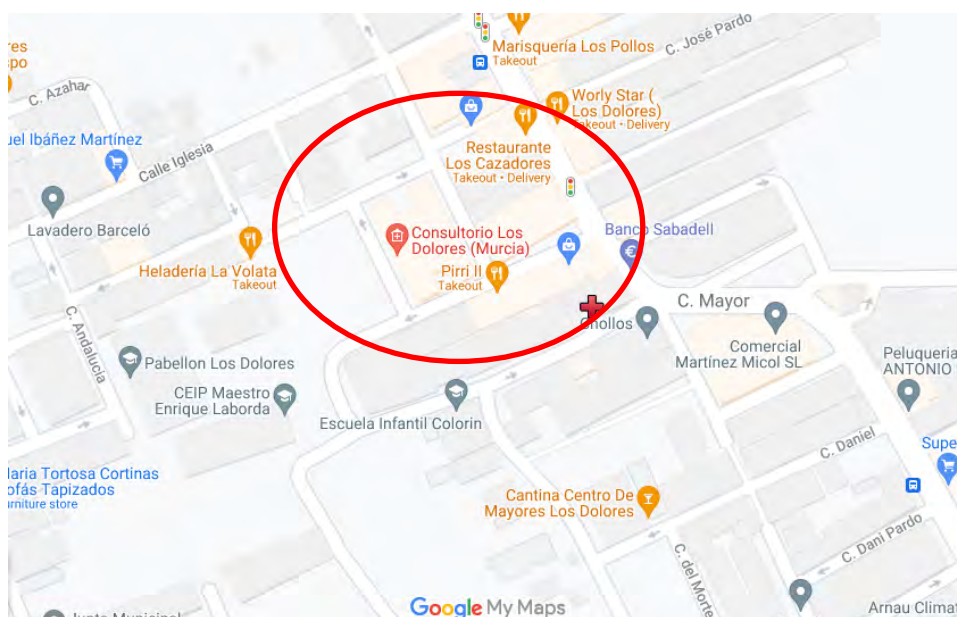 Marisquería Los Pollos
Takeout
C. José Pardo
res
spo
C. Azahar
Worly Star (
Los Dolores)
Takeout • Delivery
uel Ibáñez Martínez
Calle Iglesia
Restaurante
Los Cazadores
Takeout • Delivery
Lavadero Barceló
Consultorio Los
Dolores (Murcia)
Banco Sabadell
Heladería La Volata
Takeout
Pirri II
Takeout
C. Mayor
Chollos
C. Andalucía
Pabellon Los Dolores
Comercial
Martínez Micol SL
Peluqueria
ANTONIO
CEIP Maestro
Enrique Laborda
Escuela Infantil Colorin
C. Daniel
Supe
laria Tortosa Cortinas
ofás Tapizados
urniture store
Cantina Centro De
Mayores Los Dolores
C. Dani Pardo
C. del Morte
Google My Maps
Arnau Climat